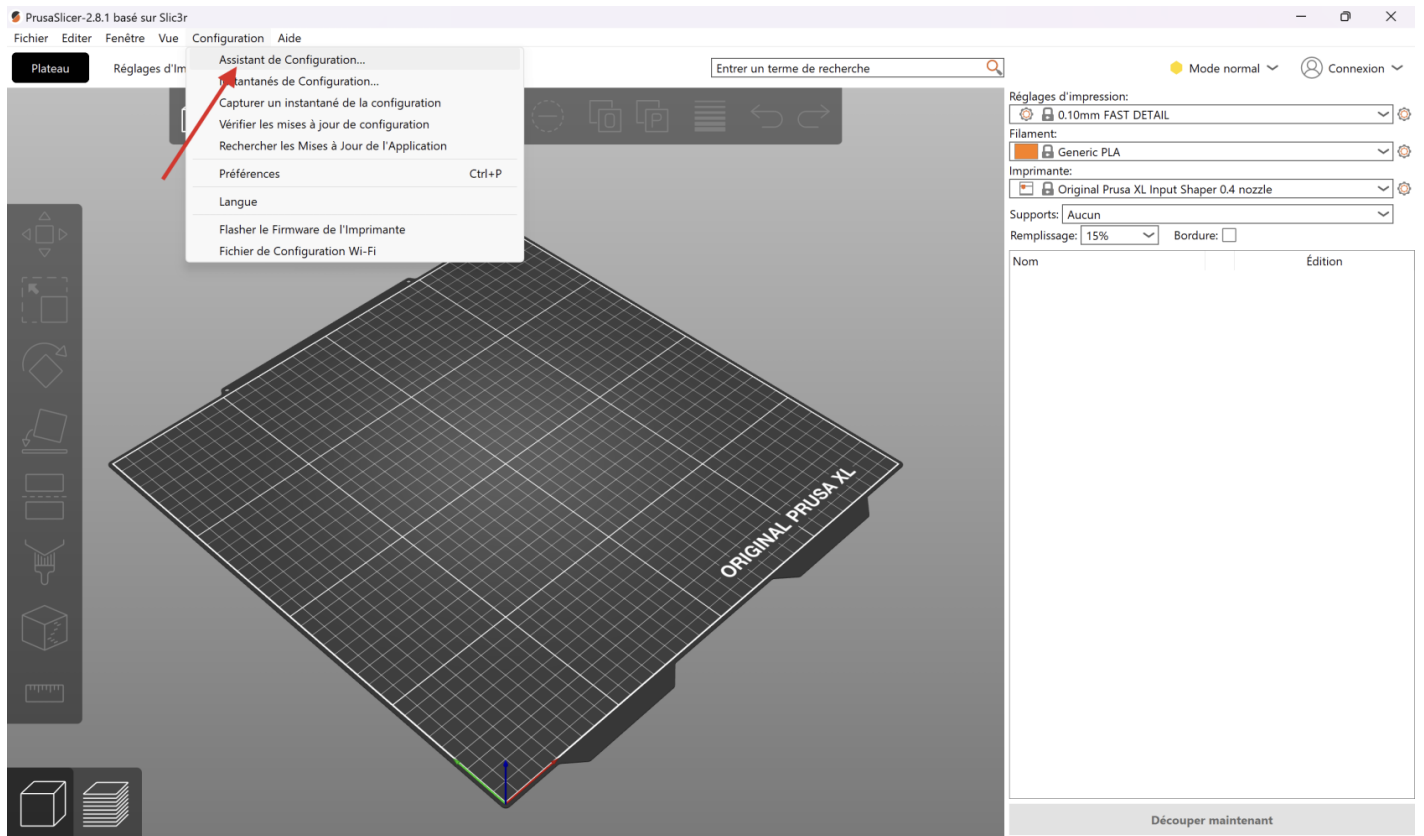 PrusaSlicer-2.8.1 basé sur Slic3r
Fichier Editer Fenêtre Vue Configuration Aide
Plateau Réglages d'Im
Entrer un terme de recherche
Mode normal Connexion
Assistant de Configuration...
Instantanés de Configuration...
Capturer un instantané de la configuration
Vérifier les mises à jour de configuration
Rechercher les Mises à Jour de l'Application
Préférences Ctrl+P
Langue
Flasher le Firmware de l'Imprimante
Fichier de Configuration Wi-Fi
Réglages d'impression:
0.10mm FAST DETAIL
Filament:
Generic PLA
Imprimante:
Original Prusa XL Input Shaper 0.4 nozzle
Supports: Aucun
Remplissage: 15% Bordure:
Nom Édition
ORIGINAL PRUSA XL
Découper maintenant